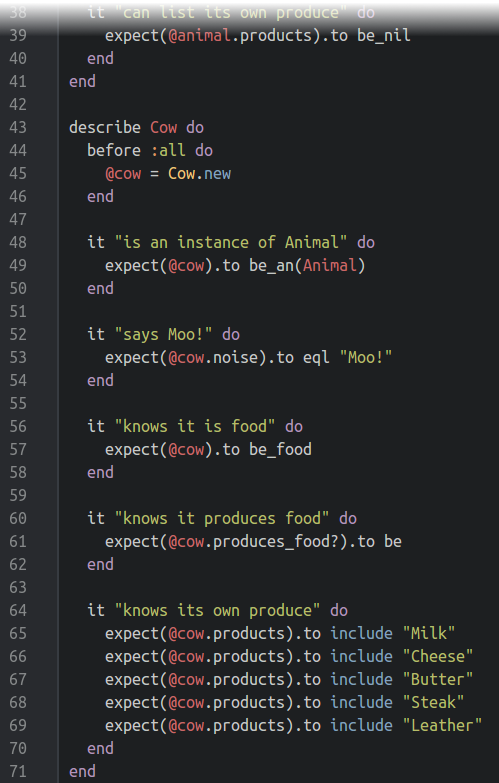 38     it "can list its own produce" do
39       expect(@animal.products).to be_nil
40     end
41   end
42
43   describe Cow do
44     before :all do
45       @cow = Cow.new
46     end
47
48     it "is an instance of Animal" do
49       expect(@cow).to be_an(Animal)
50     end
51
52     it "says Moo!" do
53       expect(@cow.noise).to eql "Moo!"
54     end
55
56     it "knows it is food" do
57       expect(@cow).to be_food
58     end
59
60     it "knows it produces food" do
61       expect(@cow.produces_food?).to be
62     end
63
64     it "knows its own produce" do
65       expect(@cow.products).to include "Milk"
66       expect(@cow.products).to include "Cheese"
67       expect(@cow.products).to include "Butter"
68       expect(@cow.products).to include "Steak"
69       expect(@cow.products).to include "Leather"
70     end
71   end